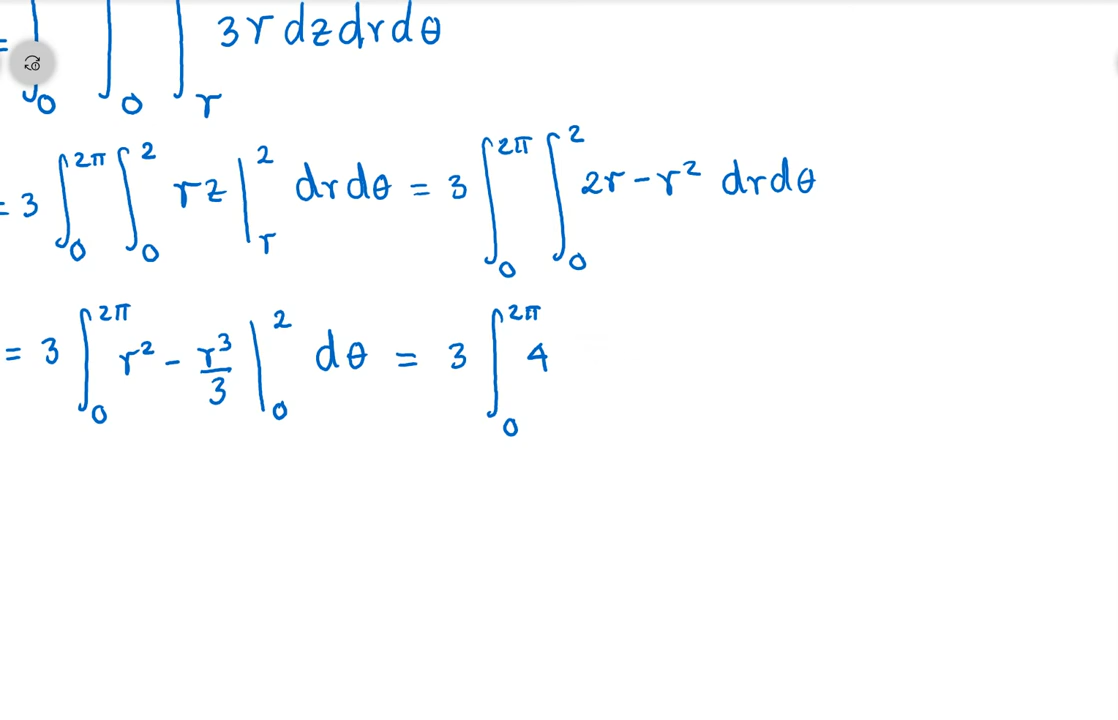 = ∫₀ ∫₀ ∫ᵣ 3r dz dr dθ
= 3 ∫₀^2π ∫₀^2 rz |ᵣ^2 dr dθ = 3 ∫₀^2π ∫₀^2 2r - r² dr dθ
= 3 ∫₀^2π r² - r³/3 |₀^2 dθ = 3 ∫₀^2π 4